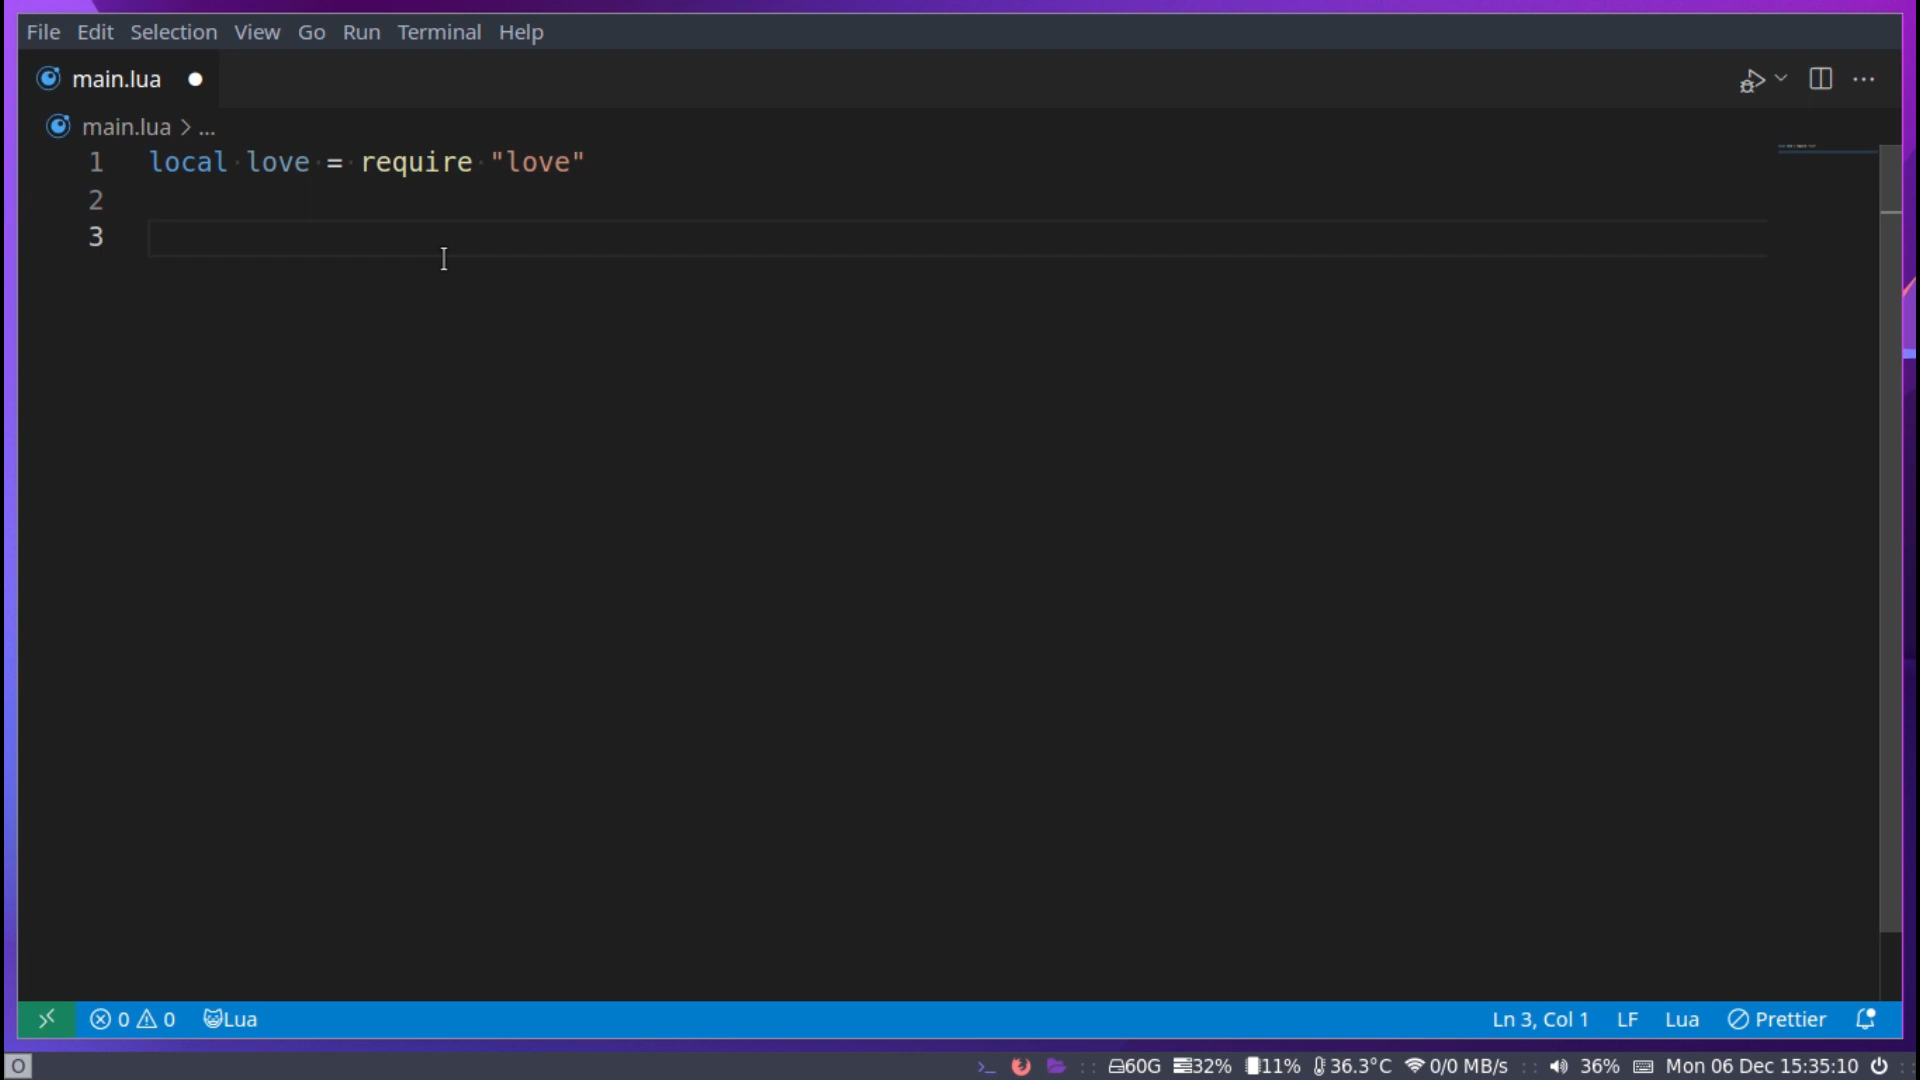 File Edit Selection View Go Run Terminal Help
main.lua
main.lua > ...
1 local love = require "love"
2
3
0 0 Lua Ln 3, Col 1 LF Lua Prettier
60G 32% 11% 36.3°C 0/0 MB/s 36% Mon 06 Dec 15:35:10